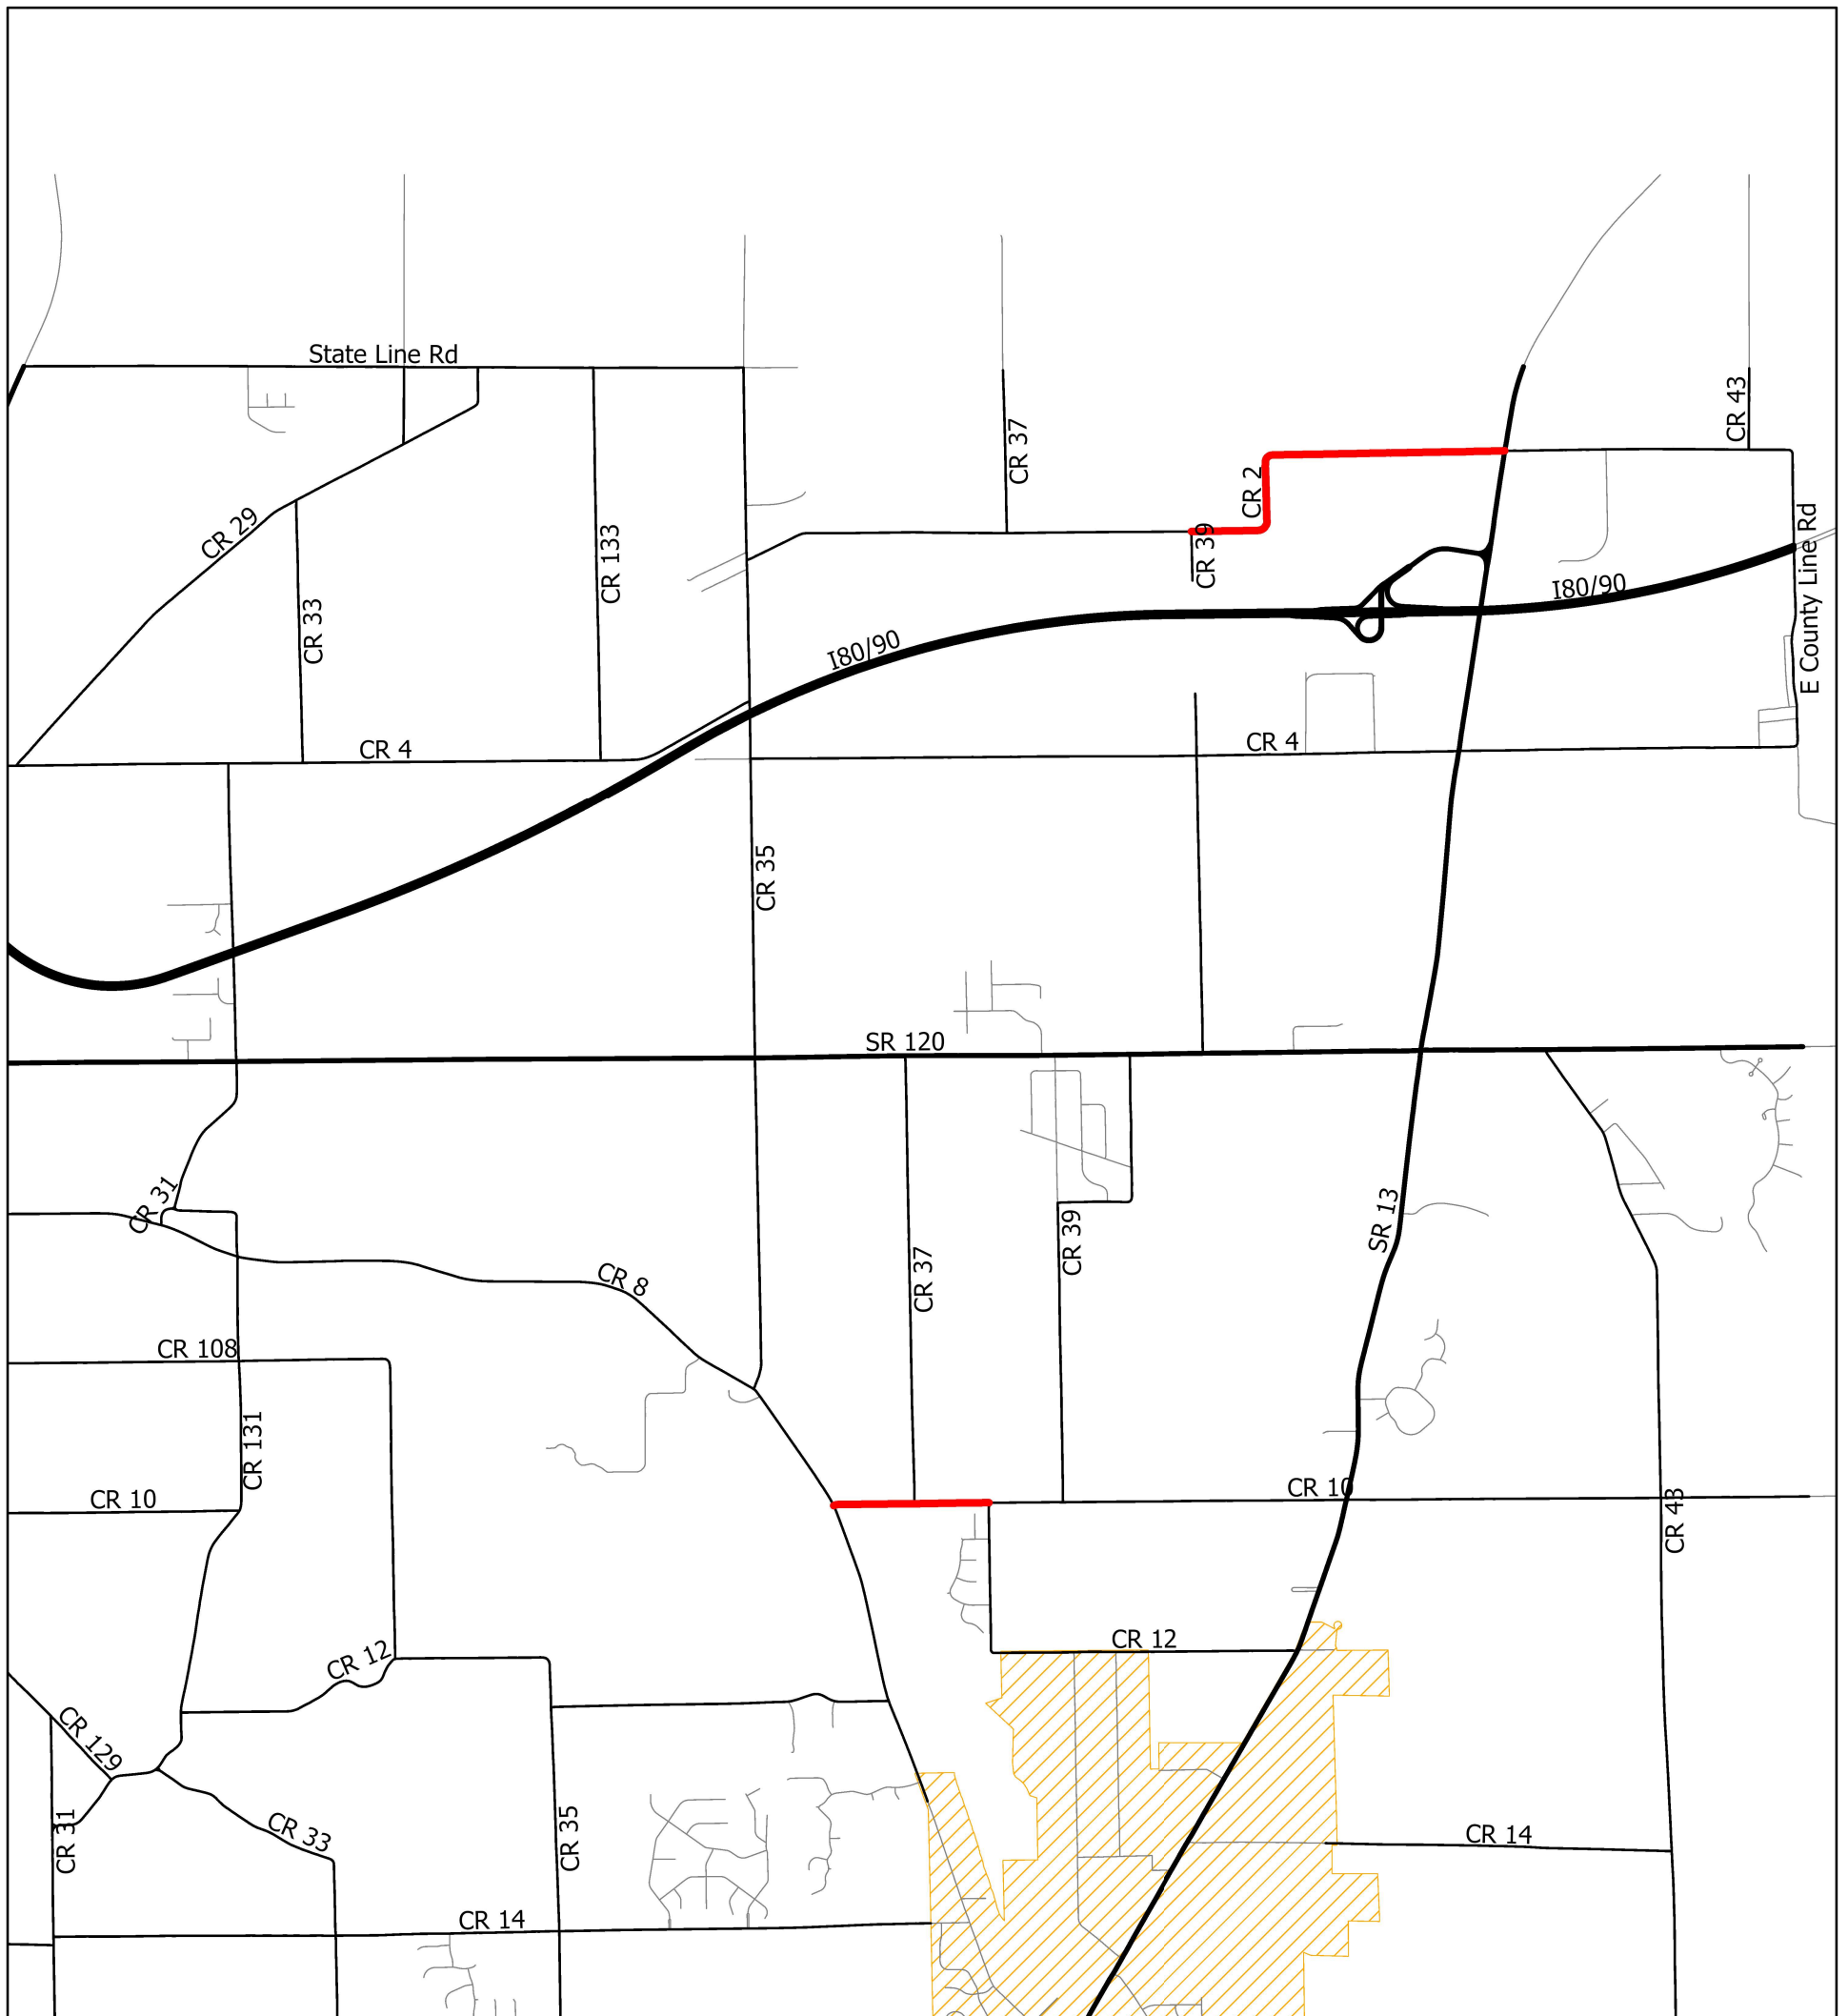 State Line Rd
CR 43
CR 37
CR 2
CR 29
CR 39
E County Line Rd
CR 133
I80/90
CR 33
I80/90
CR 4
CR 4
CR 35
SR 120
CR 31
SR 13
CR 39
CR 37
CR 8
CR 108
CR 131
CR 10
CR 10
CR 43
CR 12
CR 12
CR 129
CR 33
CR 31
CR 35
CR 14
CR 14